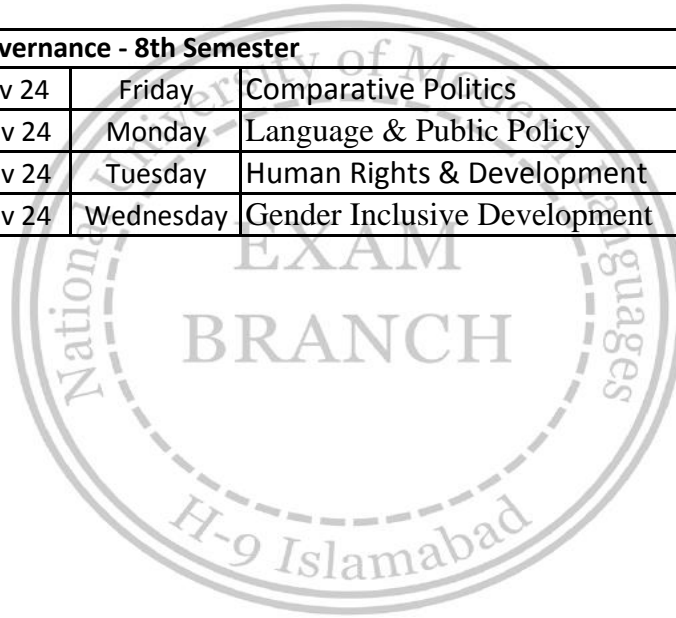 vernance - 8th Semester
v 24 Friday Comparative Politics
v 24 Monday Language & Public Policy
v 24 Tuesday Human Rights & Development
v 24 Wednesday Gender Inclusive Development
National University of Modern Languages
EXAM
BRANCH
H-9 Islamabad